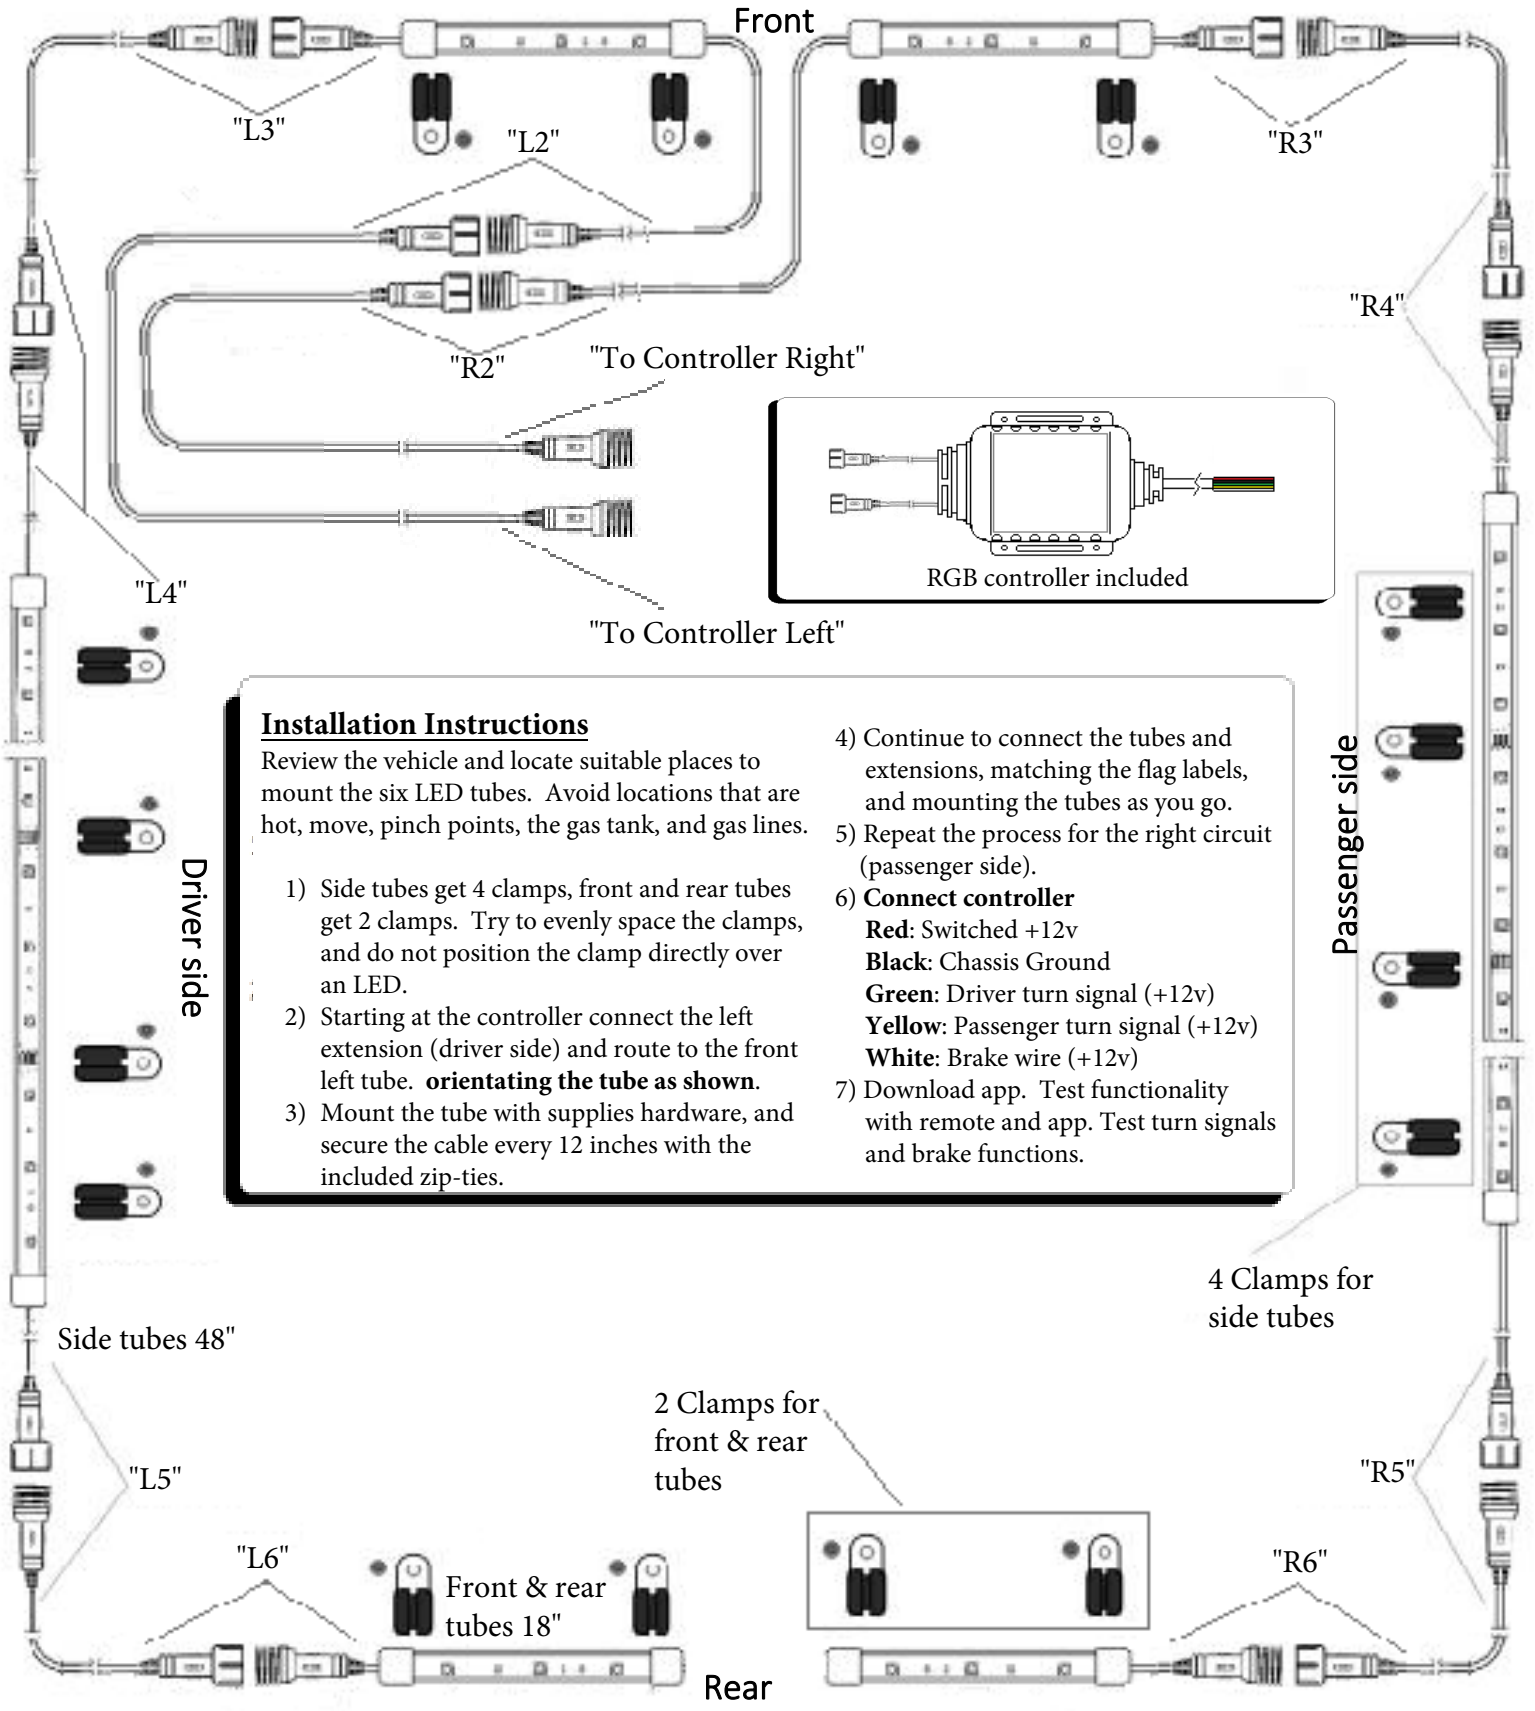 Front
"L3"
"L2"
"R3"
"R4"
"R2"
"To Controller Right"
RGB controller included
"L4"
"To Controller Left"
Driver side
Passenger side
Installation Instructions
Review the vehicle and locate suitable places to
mount the six LED tubes. Avoid locations that are
hot, move, pinch points, the gas tank, and gas lines.
1) Side tubes get 4 clamps, front and rear tubes
get 2 clamps. Try to evenly space the clamps,
and do not position the clamp directly over
an LED.
2) Starting at the controller connect the left
extension (driver side) and route to the front
left tube. orientating the tube as shown.
3) Mount the tube with supplies hardware, and
secure the cable every 12 inches with the
included zip-ties.
4) Continue to connect the tubes and
extensions, matching the flag labels,
and mounting the tubes as you go.
5) Repeat the process for the right circuit
(passenger side).
6) Connect controller
Red: Switched +12v
Black: Chassis Ground
Green: Driver turn signal (+12v)
Yellow: Passenger turn signal (+12v)
White: Brake wire (+12v)
7) Download app. Test functionality
with remote and app. Test turn signals
and brake functions.
4 Clamps for
side tubes
Side tubes 48"
2 Clamps for
front & rear
tubes
"L5"
"R5"
"L6"
Front & rear
tubes 18"
"R6"
Rear